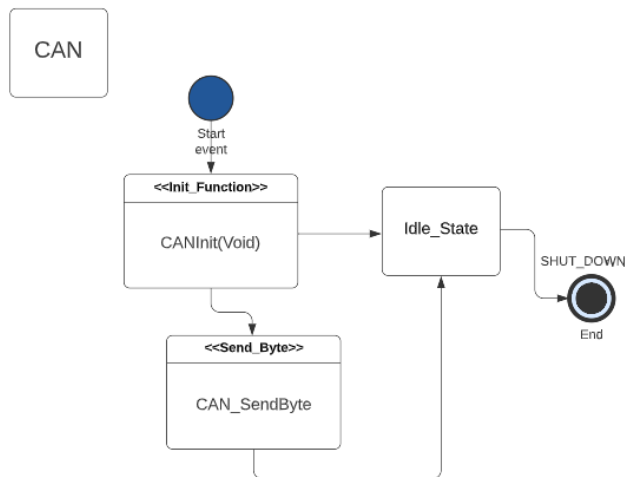 CAN
Start
event
<<Init_Function>>
CANInit(Void)
Idle_State
SHUT_DOWN
End
<<Send_Byte>>
CAN_SendByte